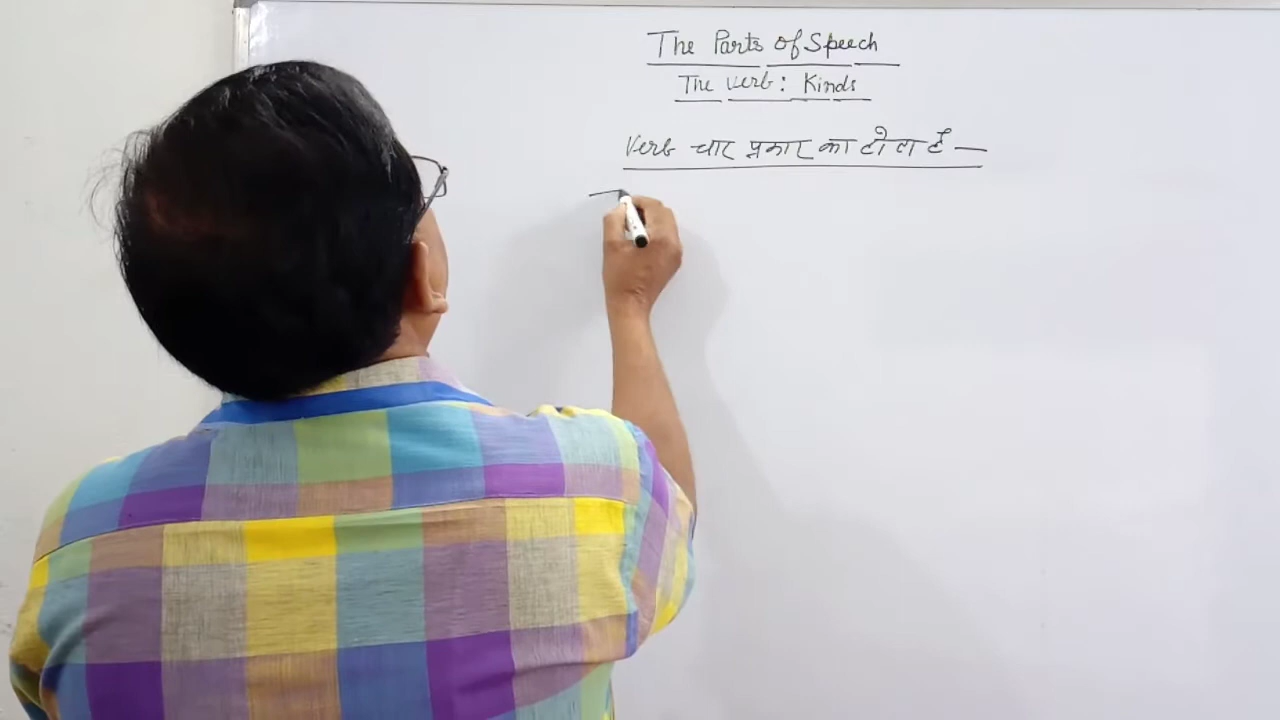 The Parts of Speech
The Verb: Kinds
Verb चार प्रकार का होता है —